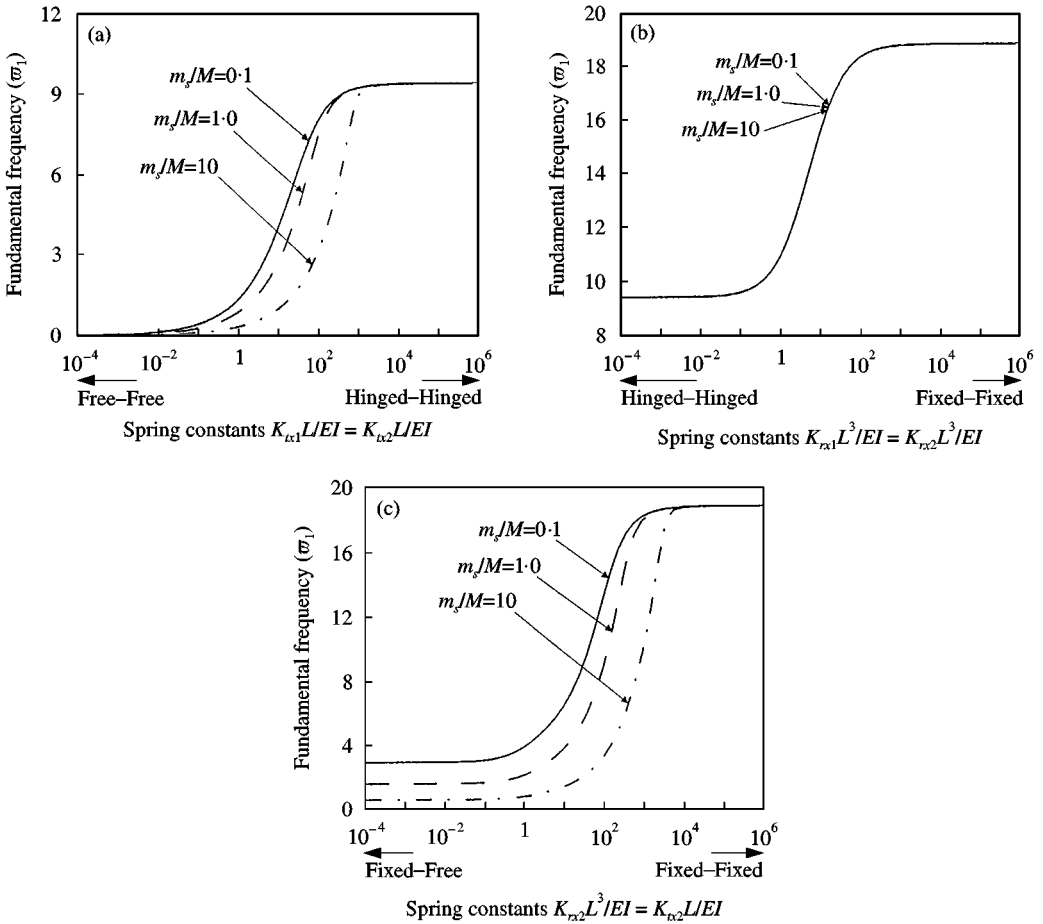 (a)
12
9
6
3
0
Fundamental frequency (ϖ₁)
mₛ/M=0·1
mₛ/M=1·0
mₛ/M=10
10⁻⁴ 10⁻² 1 10² 10⁴ 10⁶
Free–Free Hinged–Hinged
Spring constants Kₜₓ₁L/EI = Kₜₓ₂L/EI
(b)
20
18
16
14
12
10
8
Fundamental frequency (ϖ₁)
mₛ/M=0·1
mₛ/M=1·0
mₛ/M=10
10⁻⁴ 10⁻² 1 10² 10⁴ 10⁶
Hinged–Hinged Fixed–Fixed
Spring constants Kᵣₓ₁L³/EI = Kᵣₓ₂L³/EI
(c)
20
16
12
8
4
0
Fundamental frequency (ϖ₁)
mₛ/M=0·1
mₛ/M=1·0
mₛ/M=10
10⁻⁴ 10⁻² 1 10² 10⁴ 10⁶
Fixed–Free Fixed–Fixed
Spring constants Kᵣₓ₂L³/EI = Kₜₓ₂L/EI